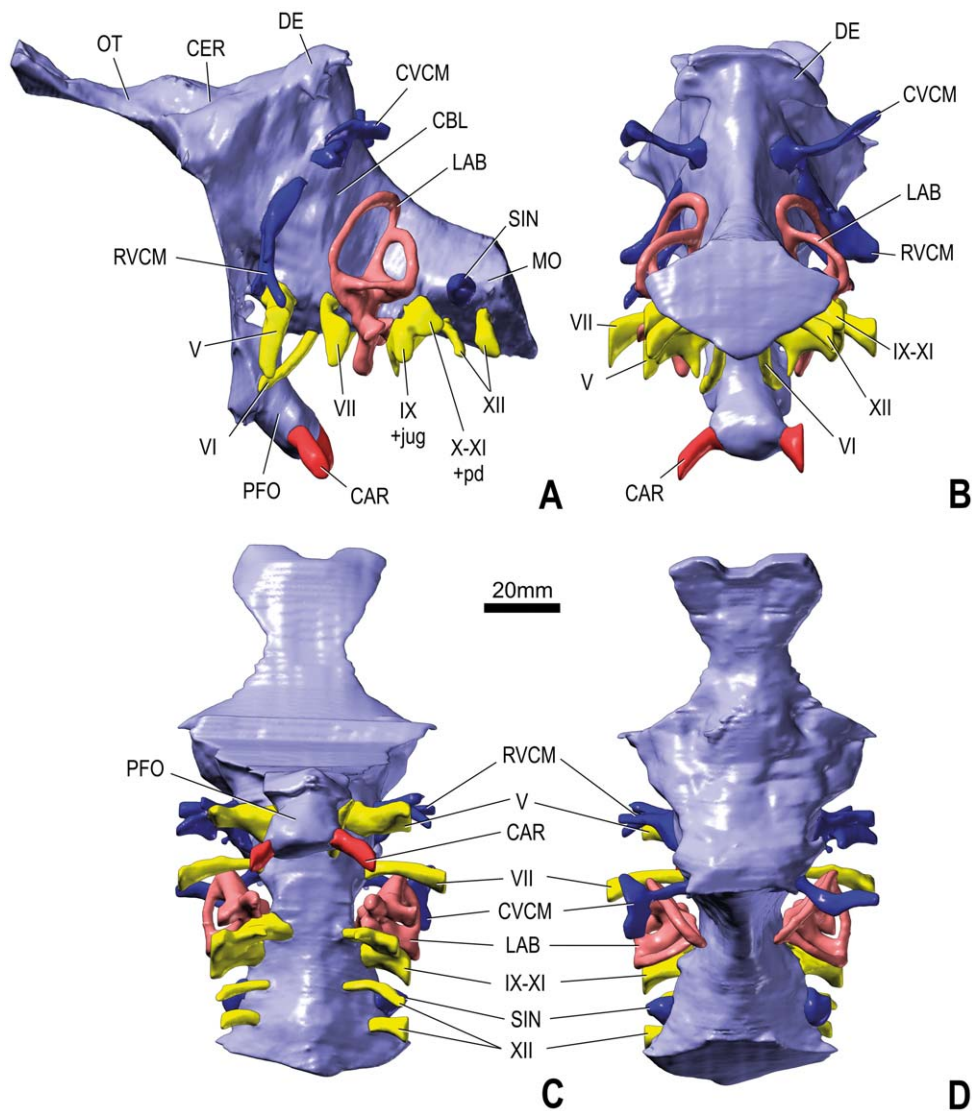 OT
CER
DE
CVCM
CBL
LAB
SIN
MO
RVCM
V
VI
PFO
CAR
VII
IX
+jug
X-XI
+pd
XII
A
DE
CVCM
LAB
RVCM
VII
V
IX-XI
XII
VI
CAR
B
20mm
PFO
RVCM
V
CAR
VII
CVCM
LAB
IX-XI
SIN
XII
C
D